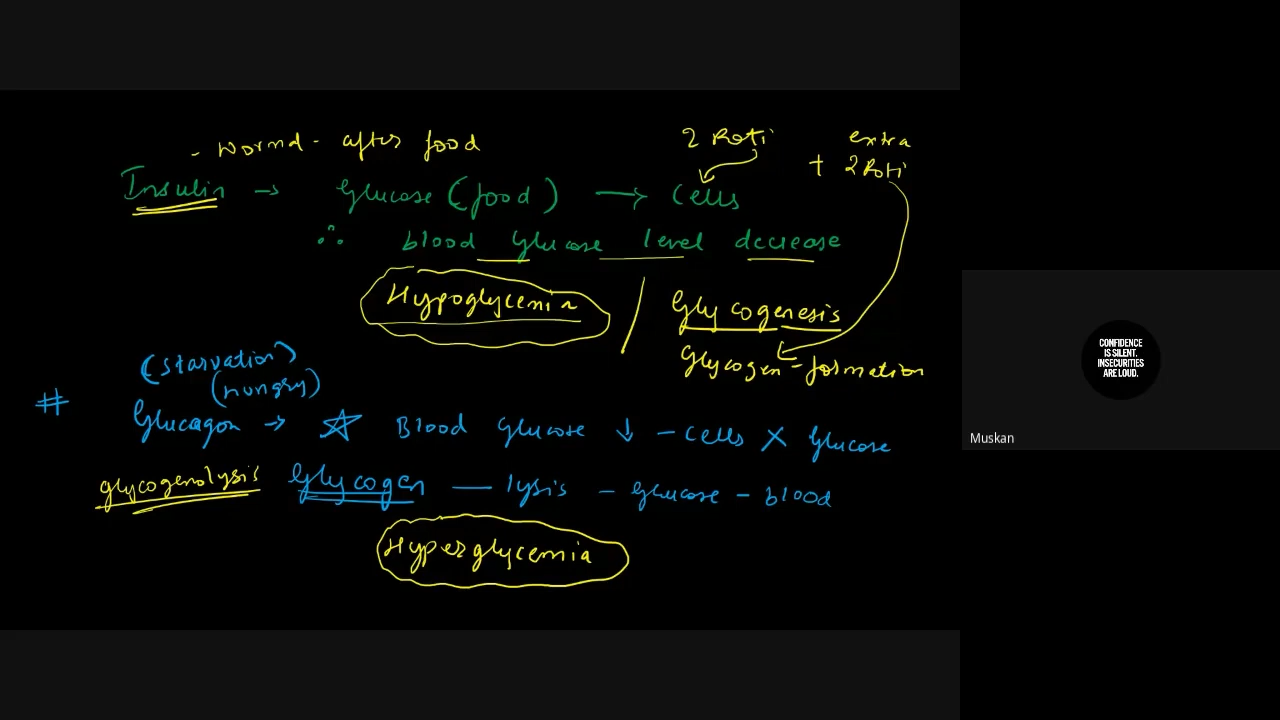 - Normal - after food
2 Roti
extra
+ 2 Roti
Insulin → Glucose (food) → Cells
∴ blood glucose level decrease
Hypoglycemia / Glycogenesis
Glycogen - formation
(starvation)
(hungry)
# Glucagon → ☆ Blood Glucose ↓ - cells X Glucose
glycogenolysis Glycogen — lysis - Glucose - blood
Hyperglycemia
CONFIDENCE
IS SILENT.
INSECURITIES
ARE LOUD.
Muskan